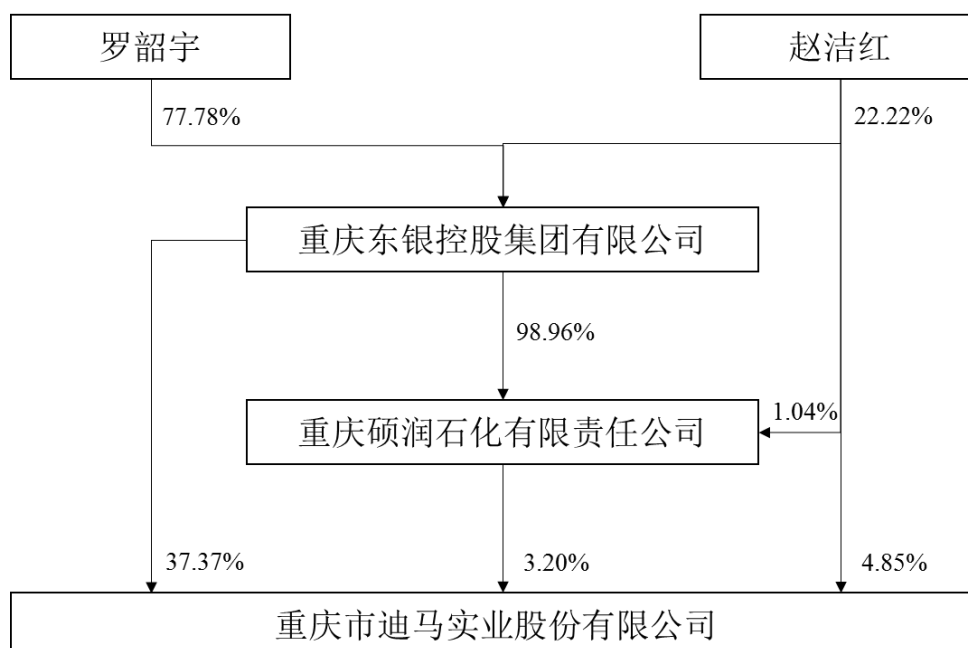 罗韶宇
赵洁红
77.78%
22.22%
重庆东银控股集团有限公司
98.96%
1.04%
重庆硕润石化有限责任公司
37.37%
3.20%
4.85%
重庆市迪马实业股份有限公司